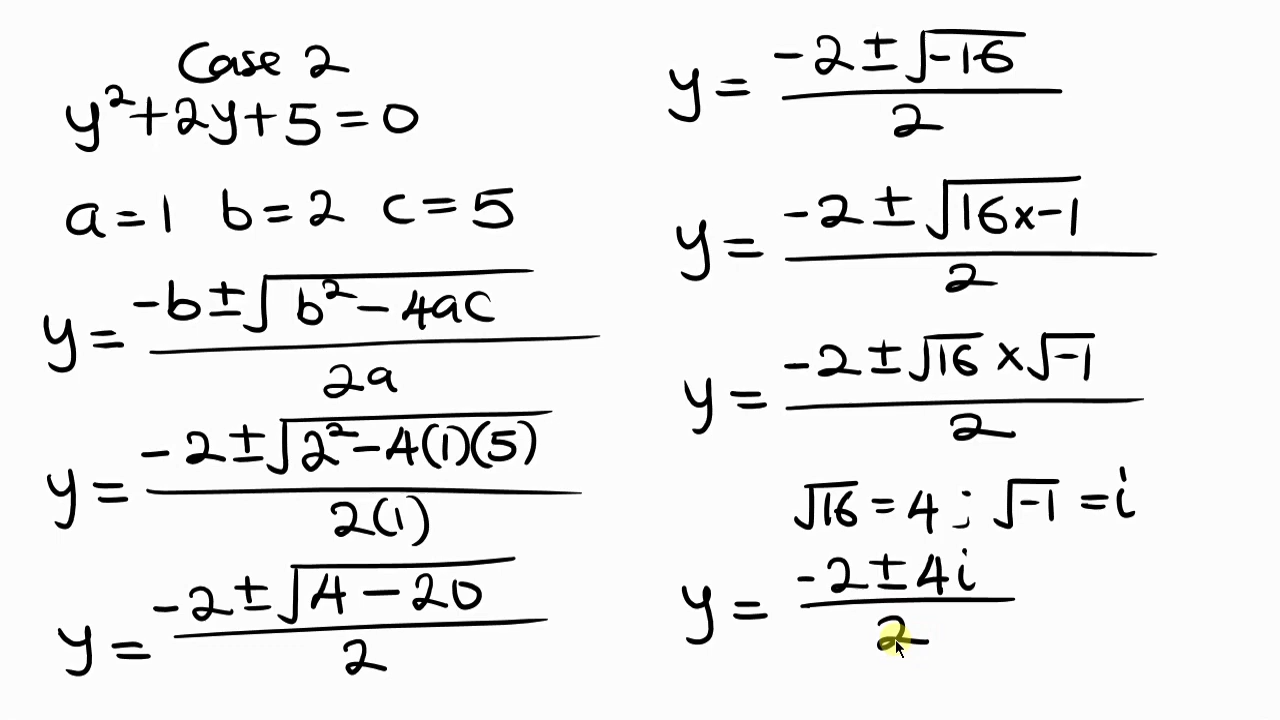 Case 2
y²+2y+5=0
a=1 b=2 c=5
y = (-b±√(b²-4ac))/(2a)
y = (-2±√(2²-4(1)(5)))/(2(1))
y = (-2±√(4-20))/2
y = (-2±√(-16))/2
y = (-2±√(16x-1))/2
y = (-2±√16 x√-1)/2
√16 = 4 ; √-1 = i
y = (-2±4i)/2